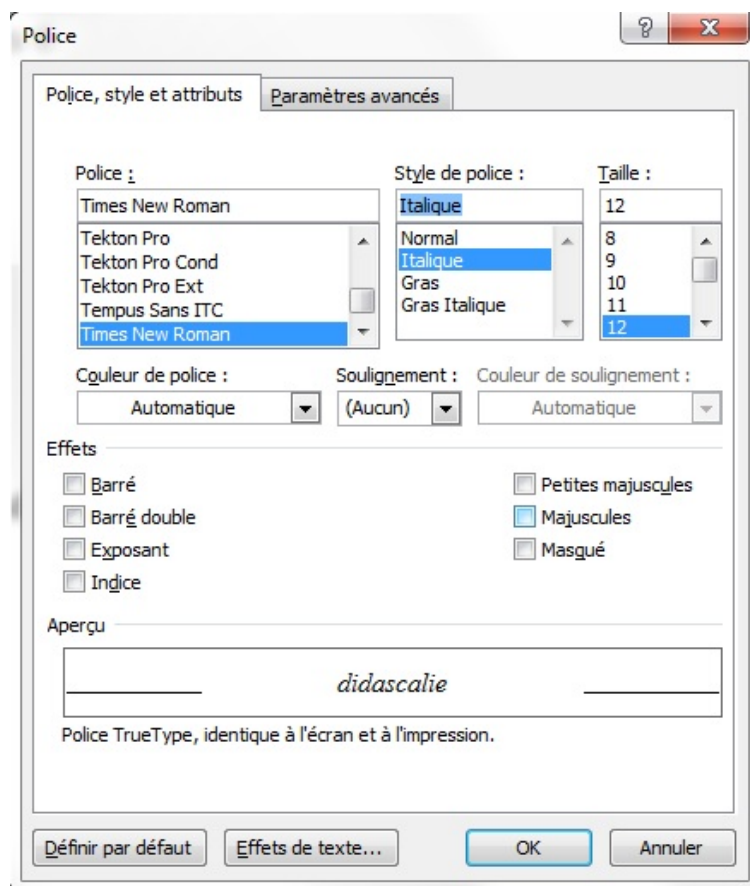 Police
Police, style et attributs Paramètres avancés
Police : Style de police : Taille :
Times New Roman Italique 12
Tekton Pro Normal 8
Tekton Pro Cond Italique 9
Tekton Pro Ext Gras 10
Tempus Sans ITC Gras Italique 11
Times New Roman 12
Couleur de police : Soulignement : Couleur de soulignement :
Automatique (Aucun) Automatique
Effets
Barré Petites majuscules
Barré double Majuscules
Exposant Masqué
Indice
Aperçu
didascalie
Police TrueType, identique à l'écran et à l'impression.
Définir par défaut Effets de texte... OK Annuler